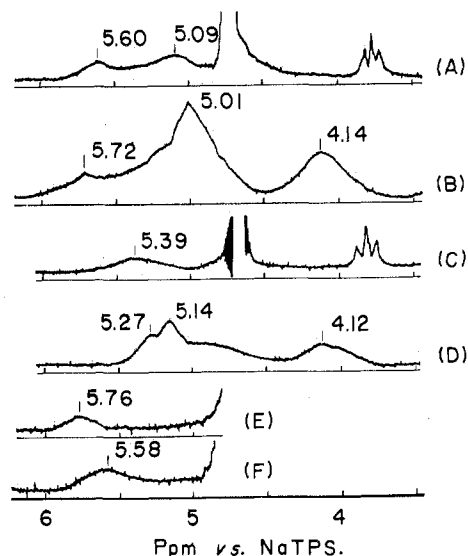 5.60 5.09
(A)
5.72 5.01 4.14
(B)
5.39
(C)
5.27 5.14 4.12
(D)
5.76
(E)
5.58
(F)
6 5 4
Ppm vs. NaTPS.